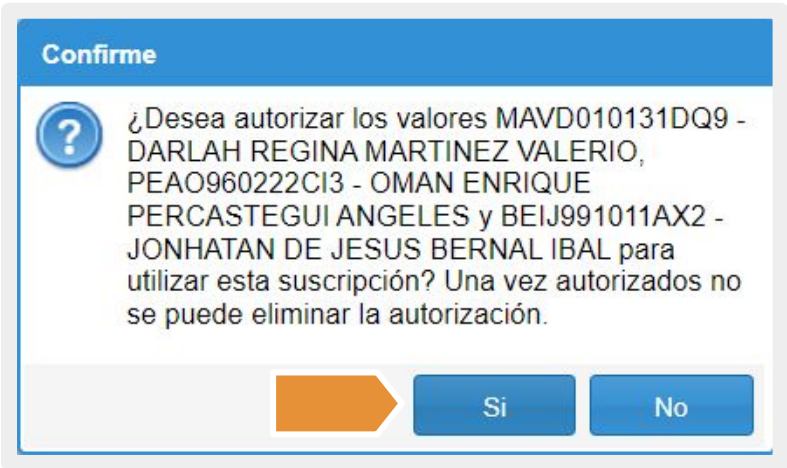 Confirme
?
¿Desea autorizar los valores MAVD010131DQ9 -
DARLAH REGINA MARTINEZ VALERIO,
PEAO960222CI3 - OMAN ENRIQUE
PERCASTEGUI ANGELES y BEIJ991011AX2 -
JONHATAN DE JESUS BERNAL IBAL para
utilizar esta suscripción? Una vez autorizados no
se puede eliminar la autorización.
Si No